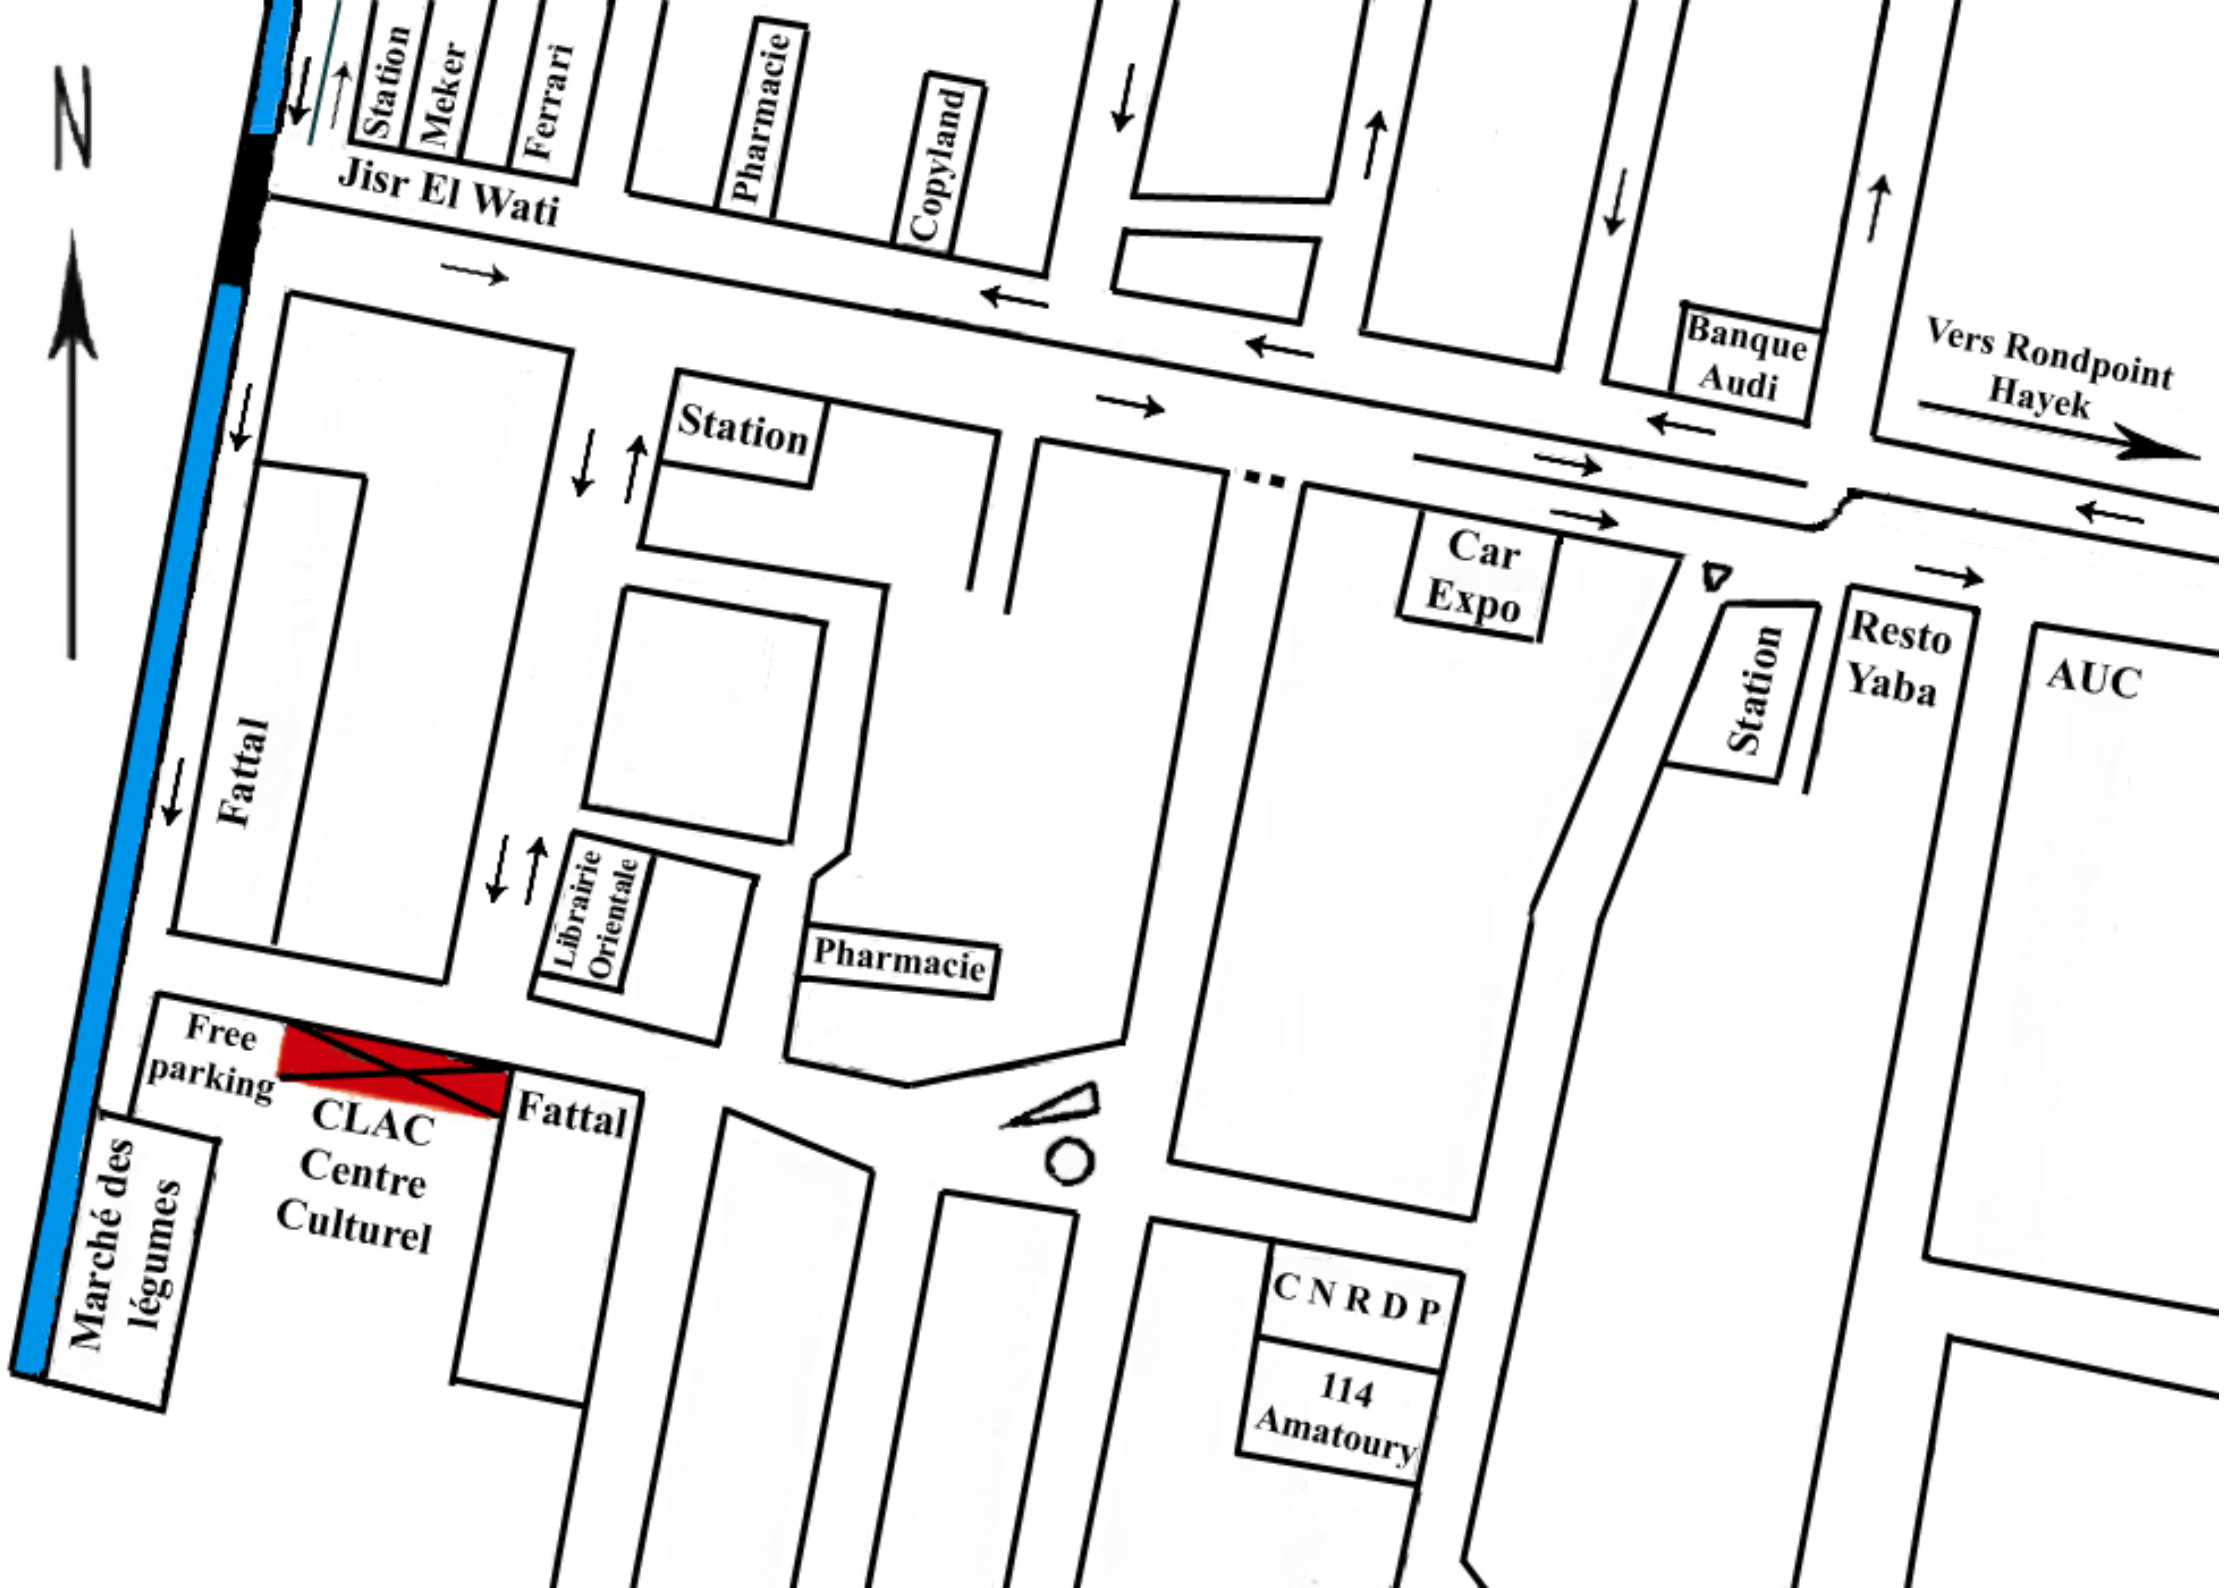 N
Station
Meker
Ferrari
Pharmacie
Copyland
Jisr El Wati
Banque
Audi
Vers Rondpoint
Hayek
Station
Car
Expo
Station
Resto
Yaba
AUC
Fattal
Librairie
Orientale
Pharmacie
Free
parking
CLAC
Centre
Culturel
Fattal
Marché des
légumes
C N R D P
114
Amatoury